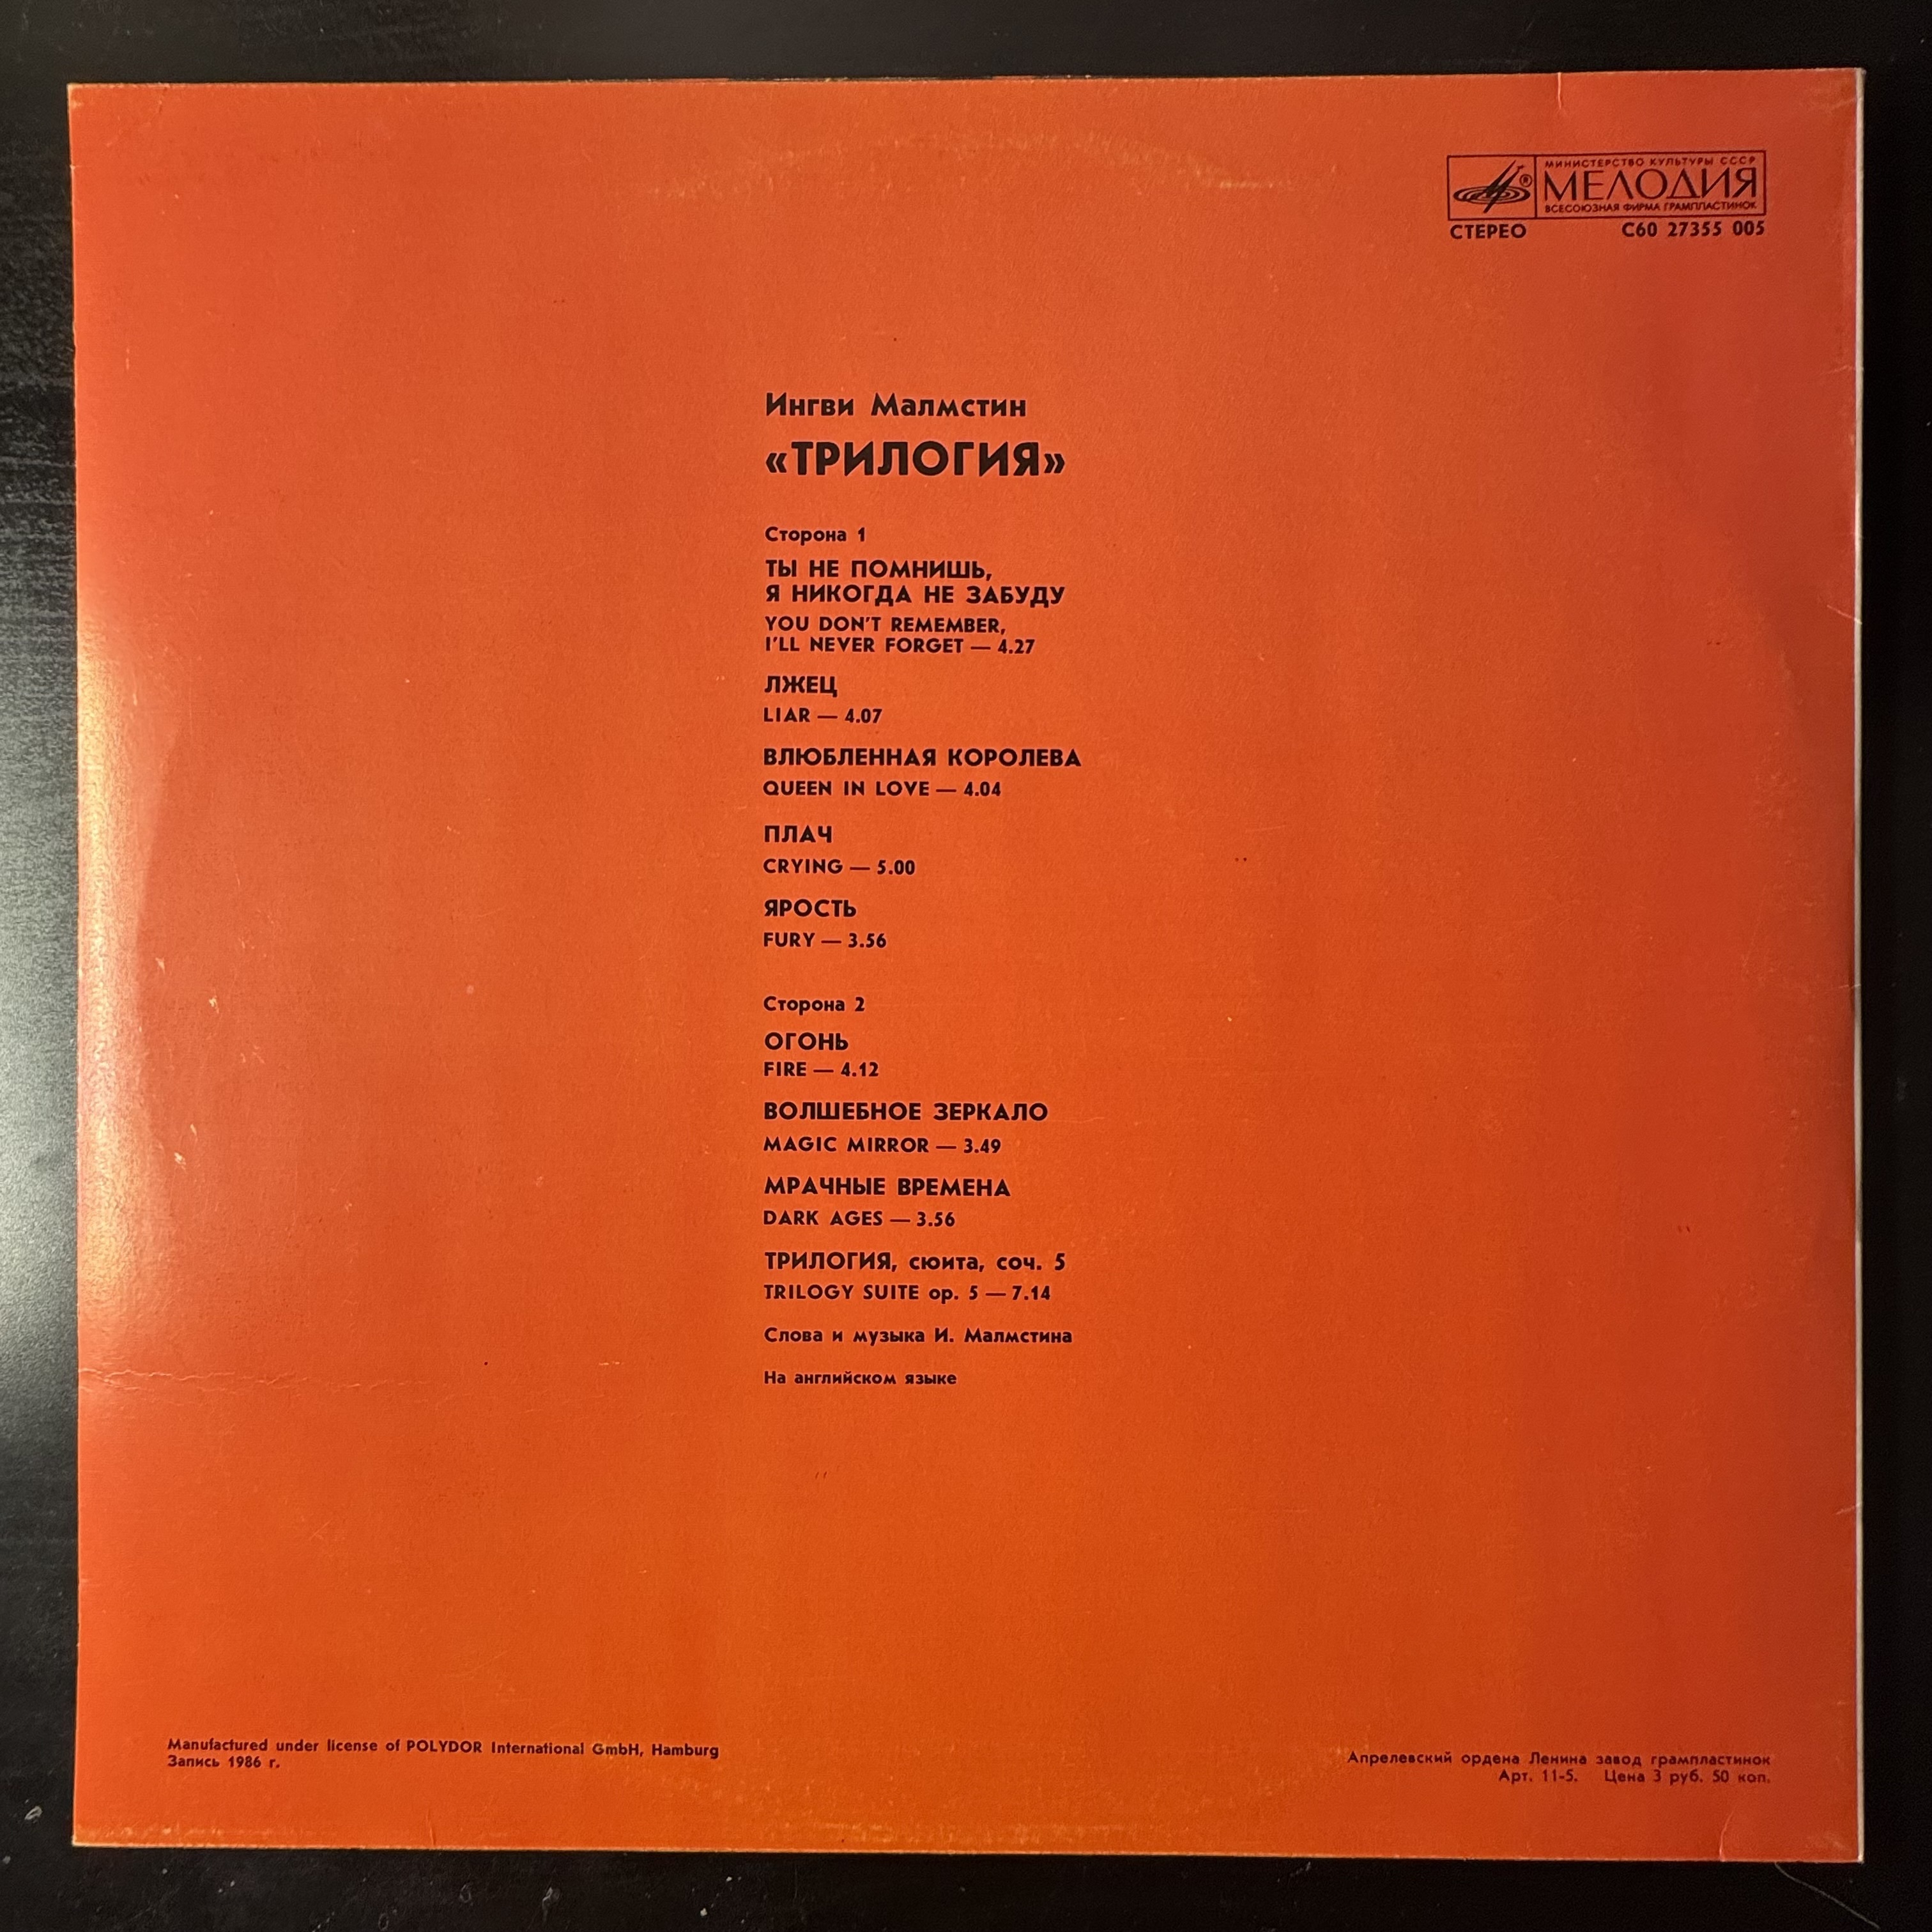 МИНИСТЕРСТВО КУЛЬТУРЫ СССР
МЕЛОДИЯ
ВСЕСОЮЗНАЯ ФИРМА ГРАМПЛАСТИНОК
СТЕРЕО С60 27355 005
Ингви Малмстин
«ТРИЛОГИЯ»
Сторона 1
ТЫ НЕ ПОМНИШЬ,
Я НИКОГДА НЕ ЗАБУДУ
YOU DON'T REMEMBER,
I'LL NEVER FORGET — 4.27
ЛЖЕЦ
LIAR — 4.07
ВЛЮБЛЕННАЯ КОРОЛЕВА
QUEEN IN LOVE — 4.04
ПЛАЧ
CRYING — 5.00
ЯРОСТЬ
FURY — 3.56
Сторона 2
ОГОНЬ
FIRE — 4.12
ВОЛШЕБНОЕ ЗЕРКАЛО
MAGIC MIRROR — 3.49
МРАЧНЫЕ ВРЕМЕНА
DARK AGES — 3.56
ТРИЛОГИЯ, сюита, соч. 5
TRILOGY SUITE op. 5 — 7.14
Слова и музыка И. Малмстина
На английском языке
Manufactured under license of POLYDOR International GmbH, Hamburg
Запись 1986 г.
Апрелевский ордена Ленина завод грампластинок
Арт. 11-5. Цена 3 руб. 50 коп.